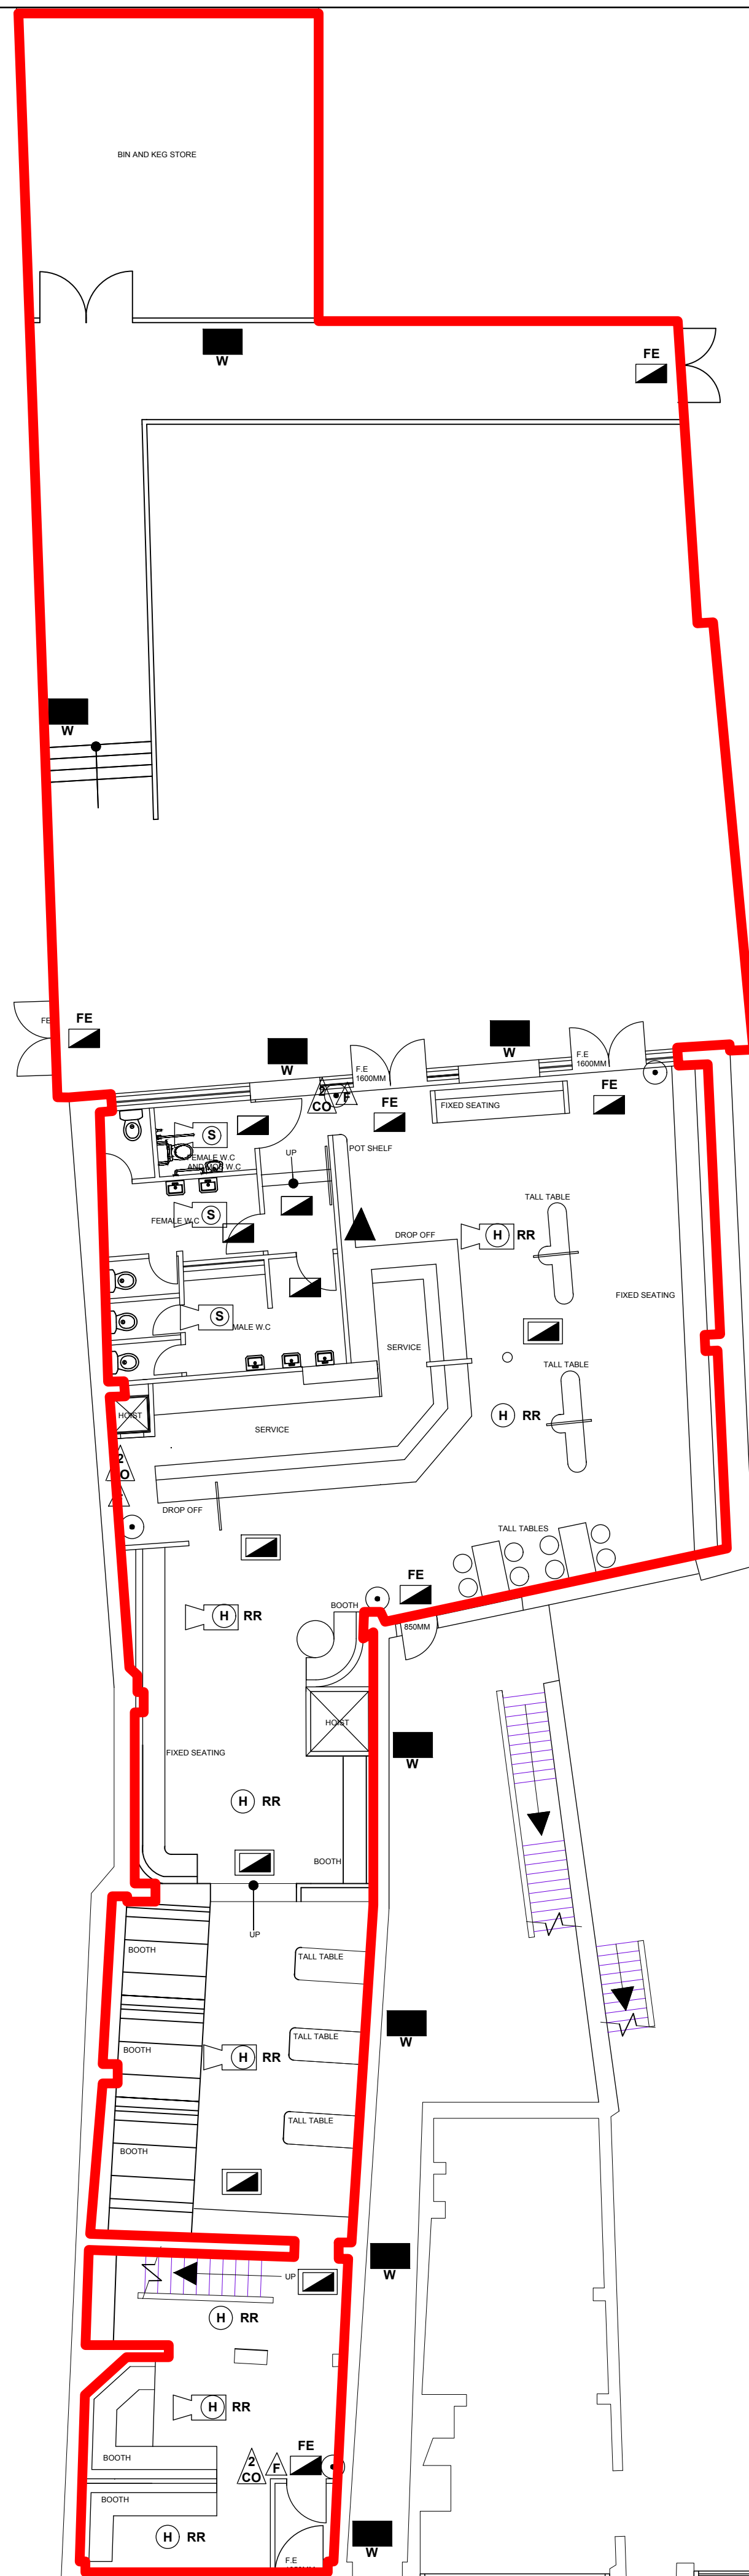 BIN AND KEG STORE
W
FE
W
FE
FE
W
W
F.E
1600MM
F.E
1600MM
2
CO
F
FE
FE
FIXED SEATING
S
FEMALE W.C
AND MOB W.C
UP
POT SHELF
S
FEMALE W.C
TALL TABLE
DROP OFF
H RR
FIXED SEATING
S
MALE W.C
SERVICE
TALL TABLE
HOIST
SERVICE
H RR
2
CO
DROP OFF
TALL TABLES
FE
BOOTH
850MM
H RR
HOIST
FIXED SEATING
W
H RR
BOOTH
UP
BOOTH
TALL TABLE
W
BOOTH
TALL TABLE
H RR
TALL TABLE
BOOTH
W
UP
H RR
H RR
BOOTH
2
CO
F
FE
BOOTH
H RR
W
F.E